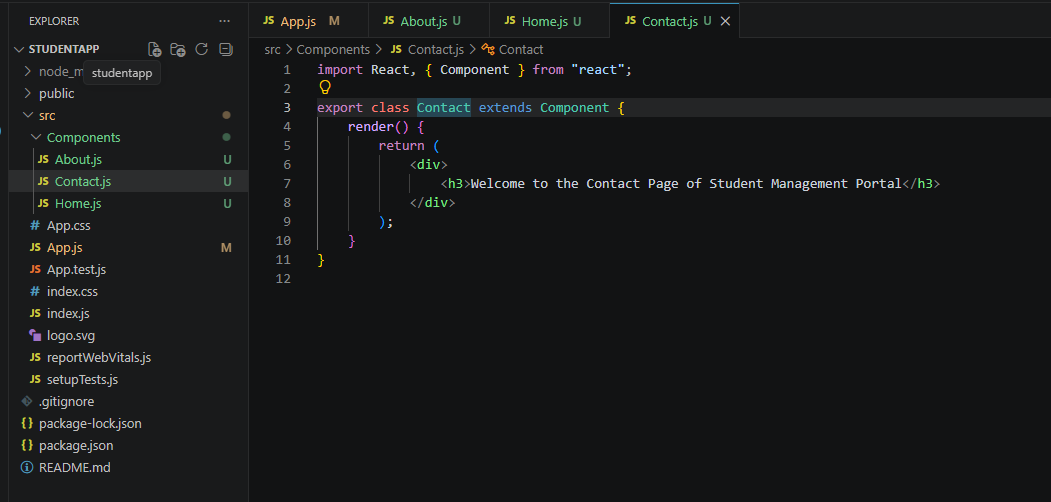 EXPLORER
STUDENTAPP
node_m
studentapp
public
src
Components
JS About.js U
JS Contact.js U
JS Home.js U
# App.css
JS App.js M
JS App.test.js
# index.css
JS index.js
logo.svg
JS reportWebVitals.js
JS setupTests.js
.gitignore
{} package-lock.json
{} package.json
README.md
JS App.js M
JS About.js U
JS Home.js U
JS Contact.js U
src > Components > JS Contact.js > Contact
1 import React, { Component } from "react";
2
3 export class Contact extends Component {
4 render() {
5 return (
6 <div>
7 <h3>Welcome to the Contact Page of Student Management Portal</h3>
8 </div>
9 );
10 }
11 }
12